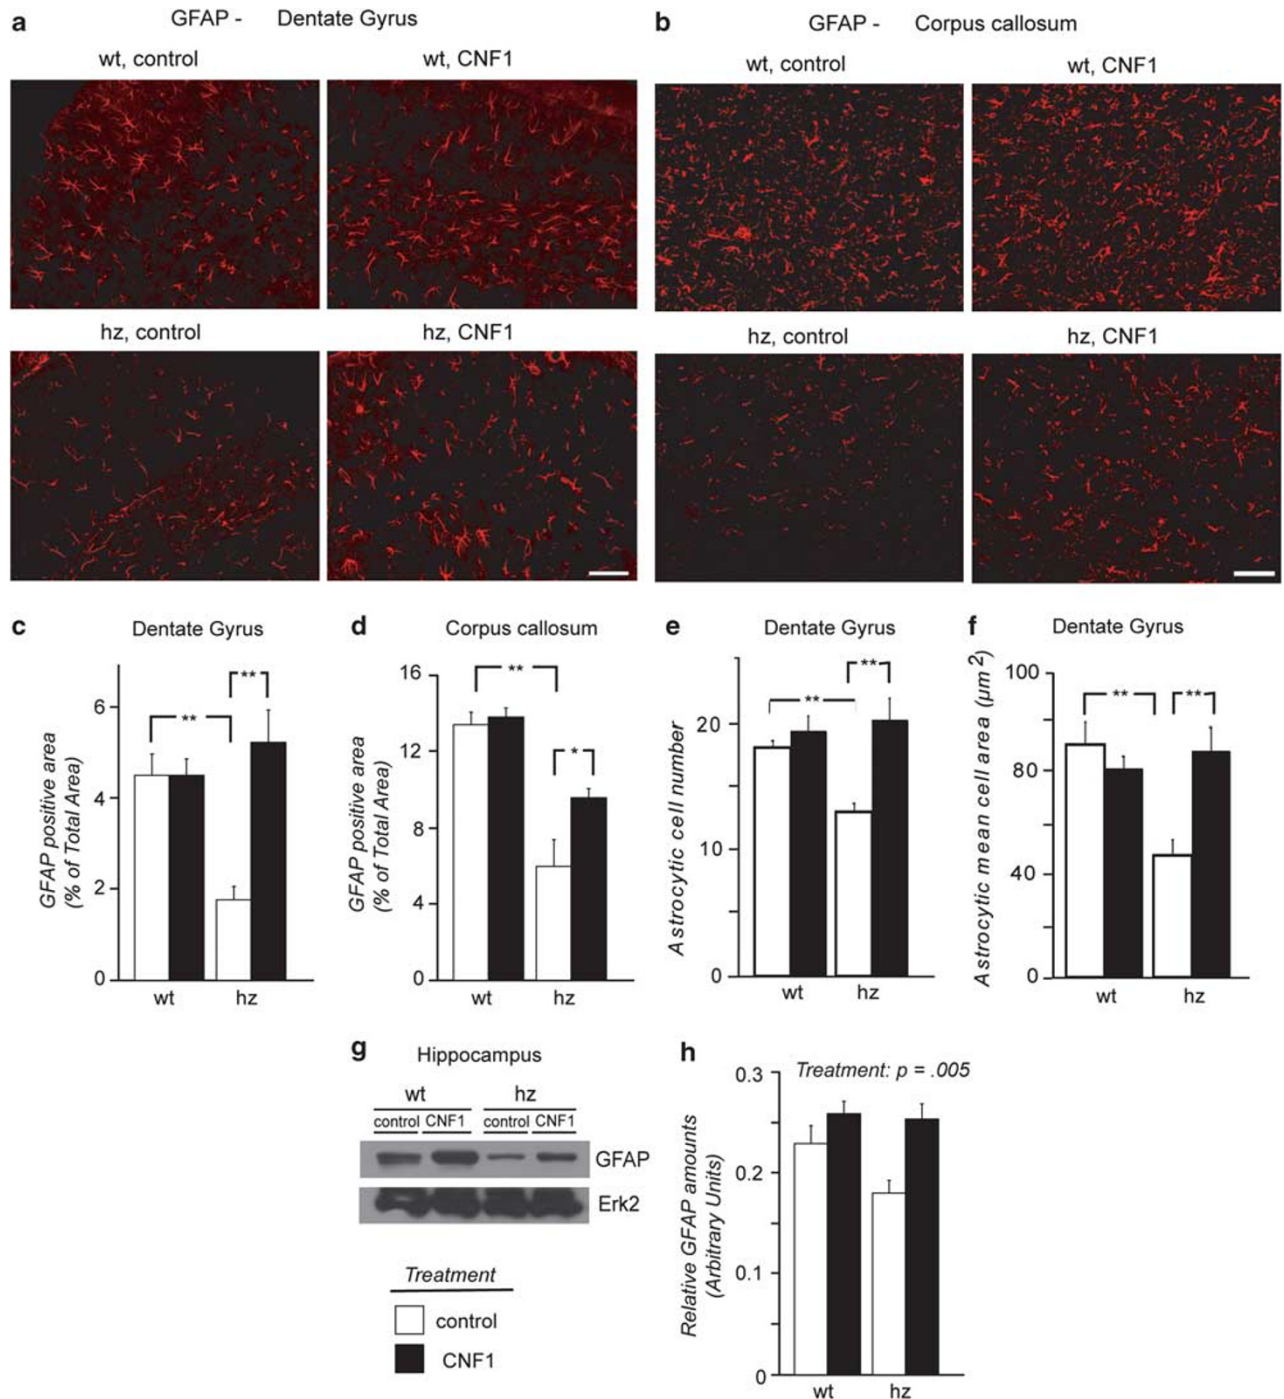 a GFAP - Dentate Gyrus
wt, control wt, CNF1
hz, control hz, CNF1
b GFAP - Corpus callosum
wt, control wt, CNF1
hz, control hz, CNF1
c Dentate Gyrus
GFAP positive area
(% of Total Area)
6
4
2
0
** **
wt hz
d Corpus callosum
GFAP positive area
(% of Total Area)
16
12
8
4
0
** *
wt hz
e Dentate Gyrus
Astrocytic cell number
20
10
0
** **
wt hz
f Dentate Gyrus
Astrocytic mean cell area (µm²)
100
80
40
0
** **
wt hz
g Hippocampus
wt hz
control CNF1 control CNF1
GFAP
Erk2
Treatment
control
CNF1
h
Treatment: p = .005
Relative GFAP amounts
(Arbitrary Units)
0.3
0.2
0.1
0
wt hz